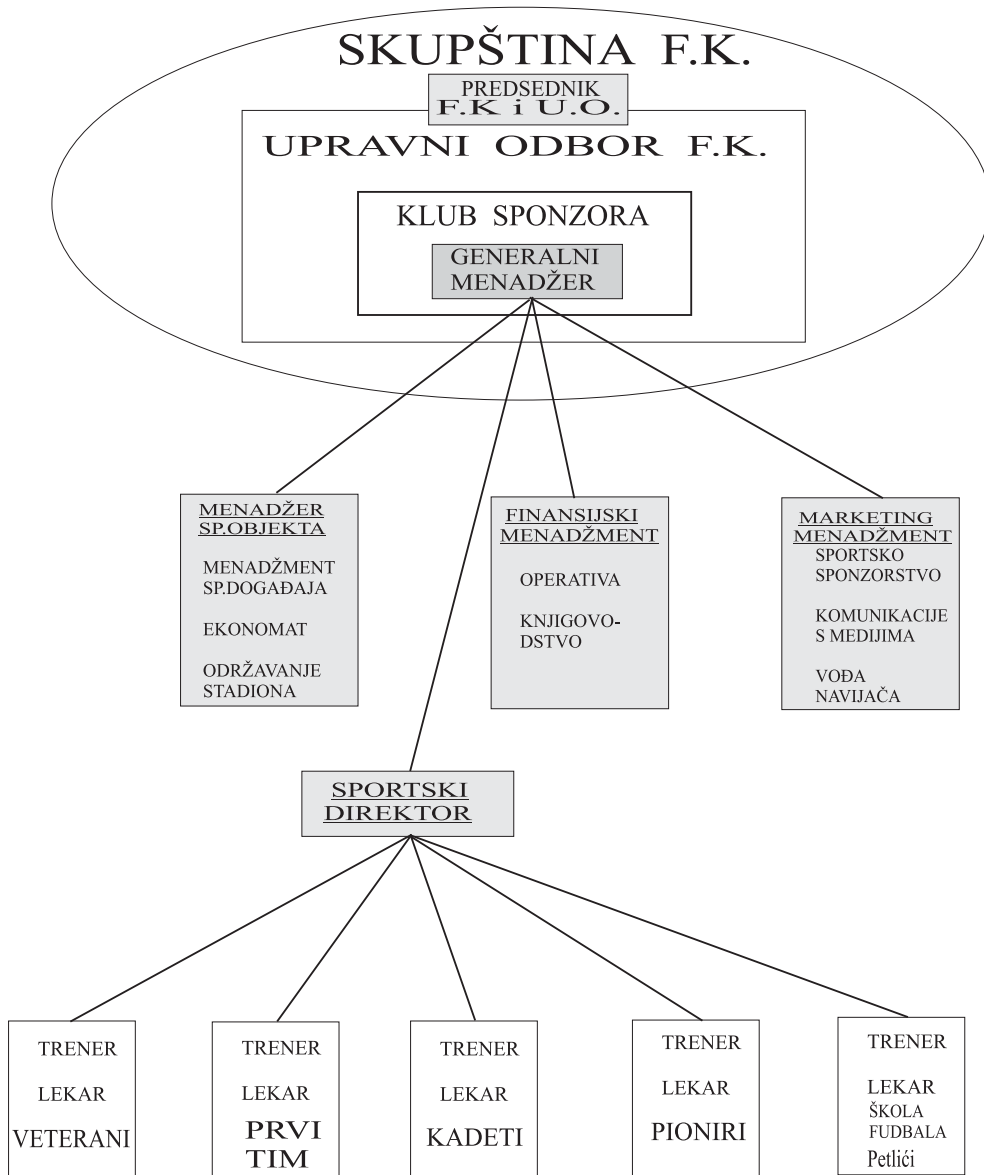 SKUPŠTINA F.K.
PREDSEDNIK
F.K i U.O.
UPRAVNI ODBOR F.K.
KLUB SPONZORA
GENERALNI
MENADŽER
MENADŽER
SP.OBJEKTA
MENADŽMENT
SP.DOGAĐAJA
EKONOMAT
ODRŽAVANJE
STADIONA
FINANSIJSKI
MENADŽMENT
OPERATIVA
KNJIGOVO-
DSTVO
MARKETING
MENADŽMENT
SPORTSKO
SPONZORSTVO
KOMUNIKACIJE
S MEDIJIMA
VOĐA
NAVIJAČA
SPORTSKI
DIREKTOR
TRENER
LEKAR
VETERANI
TRENER
LEKAR
PRVI
TIM
TRENER
LEKAR
KADETI
TRENER
LEKAR
PIONIRI
TRENER
LEKAR
ŠKOLA
FUDBALA
Petlići